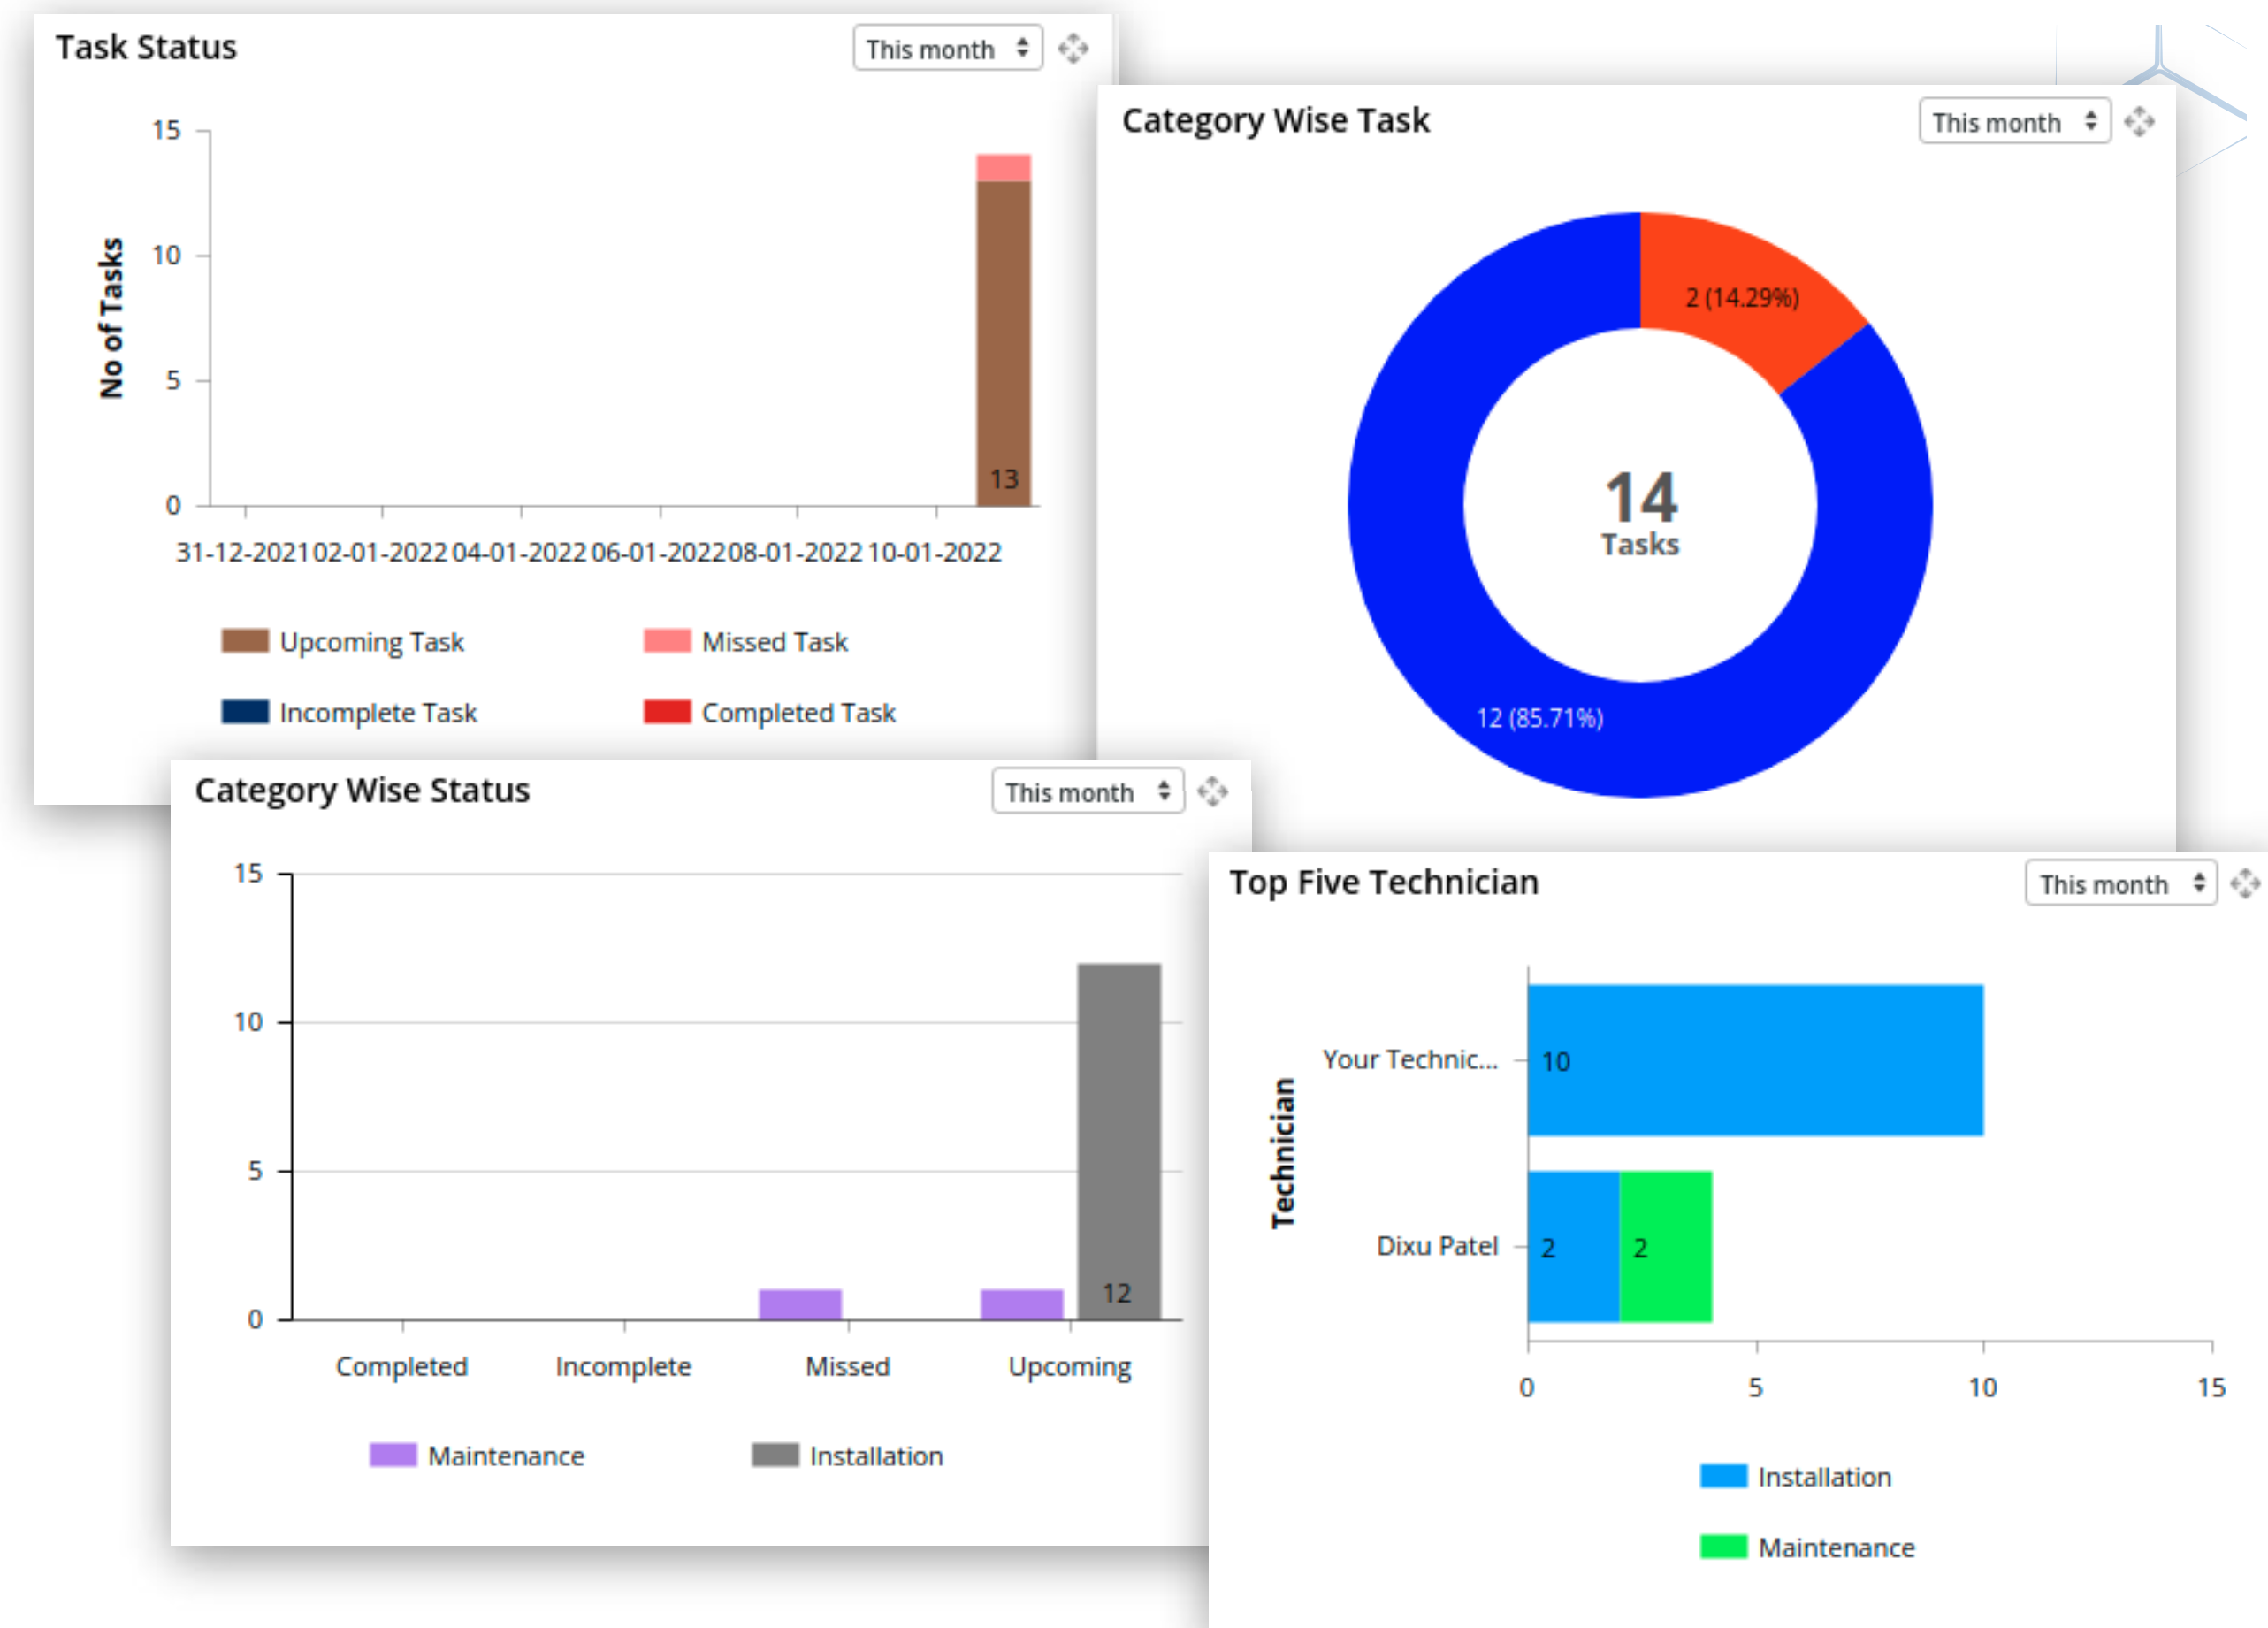 Task Status
This month
15
10
5
0
No of Tasks
13
31-12-2021 02-01-2022 04-01-2022 06-01-2022 08-01-2022 10-01-2022
Upcoming Task
Missed Task
Incomplete Task
Completed Task
Category Wise Task
This month
2 (14.29%)
14
Tasks
12 (85.71%)
Category Wise Status
This month
15
10
5
0
12
Completed Incomplete Missed Upcoming
Maintenance
Installation
Top Five Technician
This month
Technician
Your Technic...
10
Dixu Patel
2
2
0 5 10 15
Installation
Maintenance